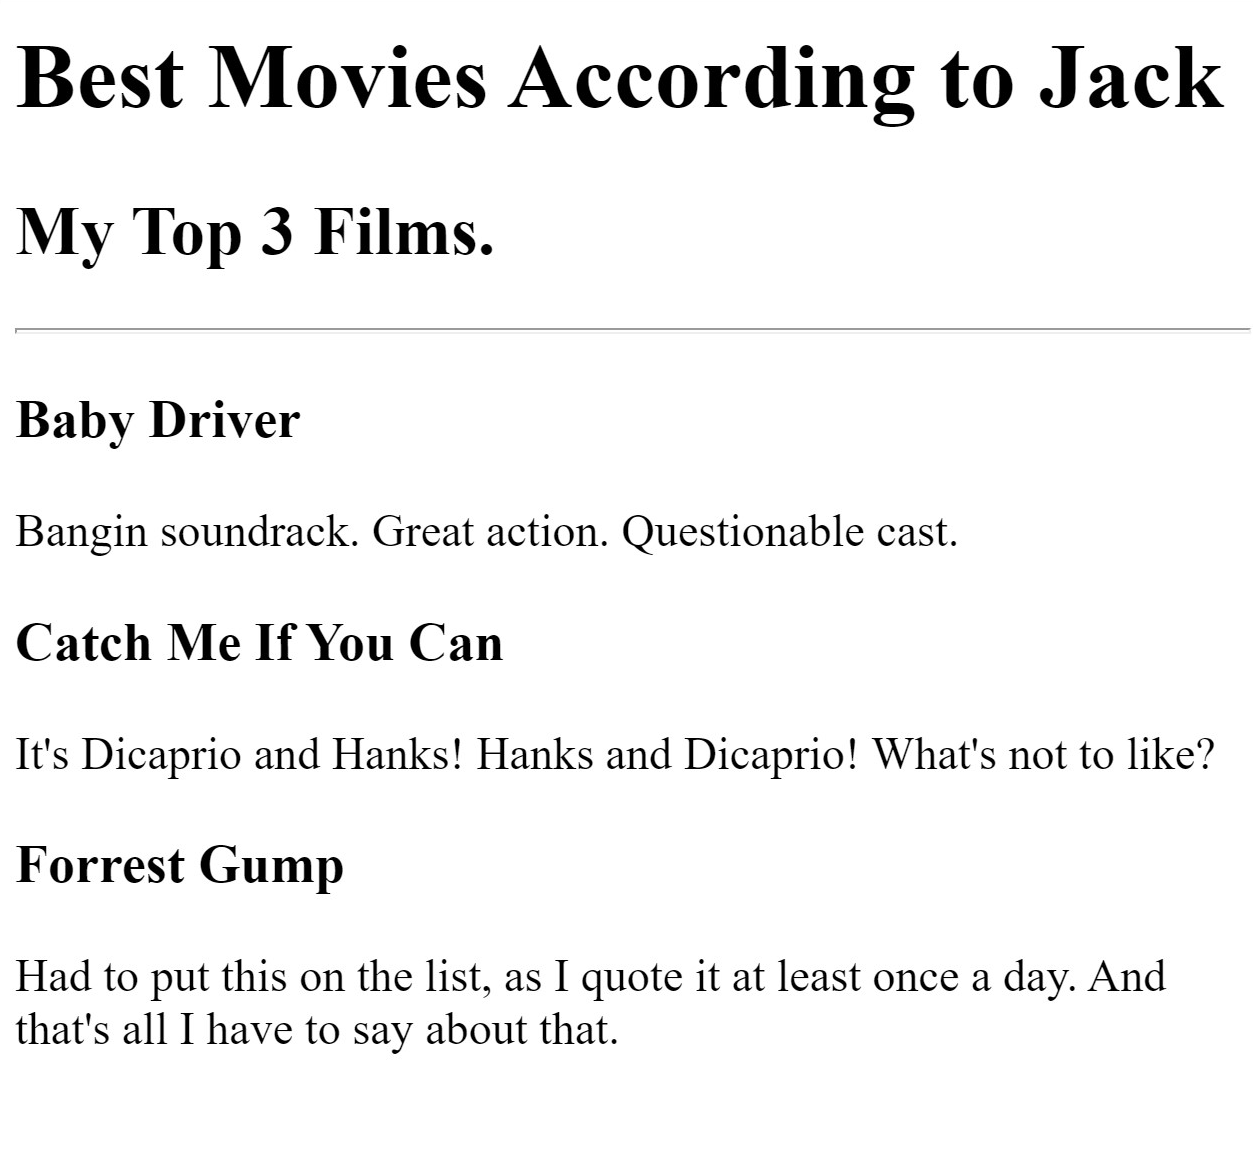 Best Movies According to Jack
My Top 3 Films.
Baby Driver
Bangin soundrack. Great action. Questionable cast.
Catch Me If You Can
It's Dicaprio and Hanks! Hanks and Dicaprio! What's not to like?
Forrest Gump
Had to put this on the list, as I quote it at least once a day. And
that's all I have to say about that.